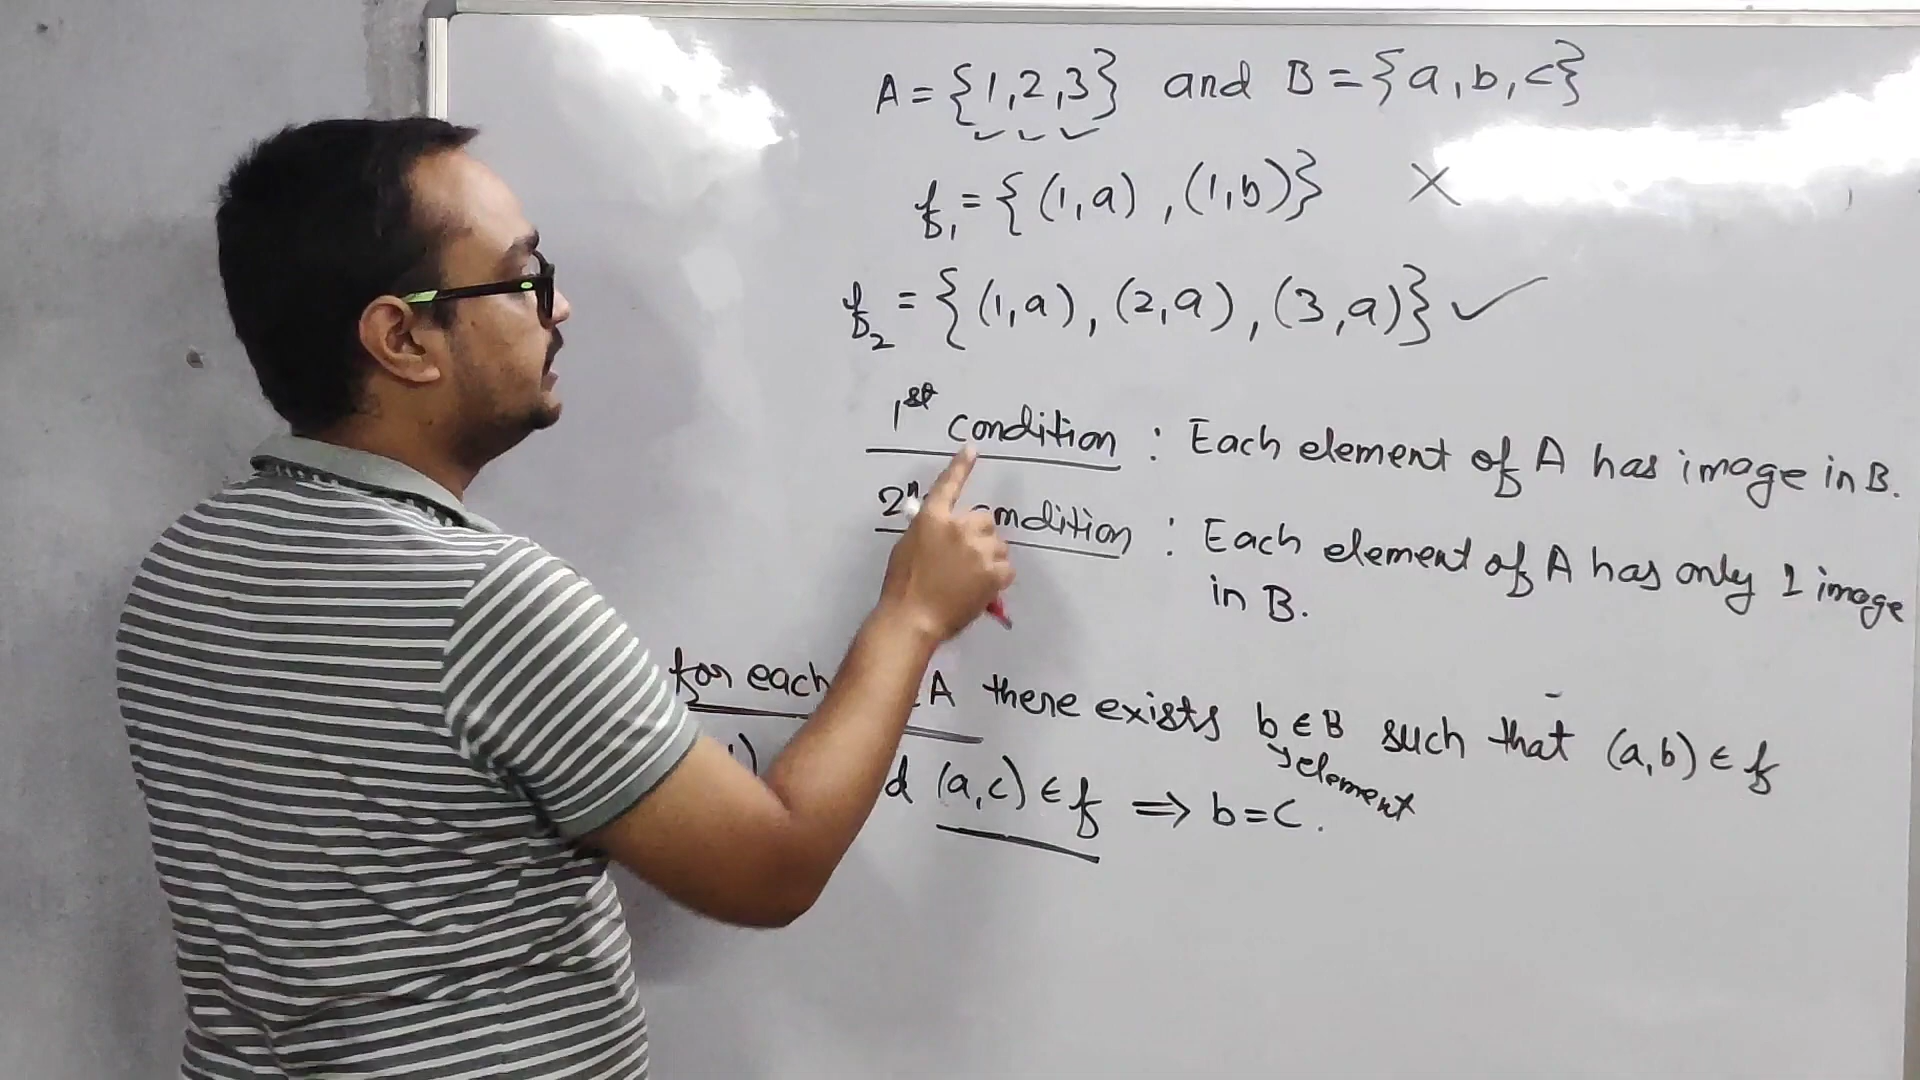 A = {1,2,3} and B = {a, b, c}
f₁ = { (1,a) , (1,b)} ×
f₂ = { (1,a), (2,a), (3,a)} ✓
1st condition : Each element of A has image in B.
2n condition : Each element of A has only 1 image
in B.
for each A there exists b ∈ B such that (a,b) ∈ f
element
(a,c) ∈ f ⇒ b=c.